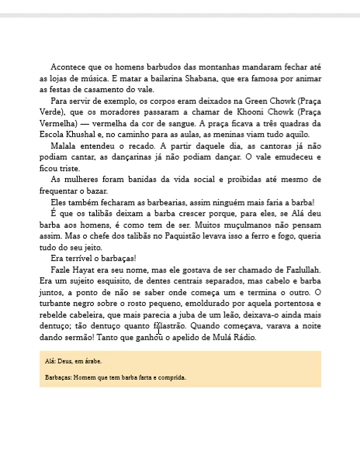 Acontece que os homens barbudos das montanhas mandaram fechar até
as lojas de música. E matar a bailarina Shabana, que era famosa por animar
as festas de casamento do vale.
Para servir de exemplo, os corpos eram deixados na Green Chowk (Praça
Verde), que os moradores passaram a chamar de Khooni Chowk (Praça
Vermelha) — vermelha da cor de sangue. A praça ficava a três quadras da
Escola Khushal e, no caminho para as aulas, as meninas viam tudo aquilo.
Malala entendeu o recado. A partir daquele dia, as cantoras já não
podiam cantar, as dançarinas já não podiam dançar. O vale emudeceu e
ficou triste.
As mulheres foram banidas da vida social e proibidas até mesmo de
frequentar o bazar.
Eles também fecharam as barbearias, assim ninguém mais faria a barba!
É que os talibãs deixam a barba crescer porque, para eles, se Alá deu
barba aos homens, é como tem de ser. Muitos muçulmanos não pensam
assim. Mas o chefe dos talibãs no Paquistão levava isso a ferro e fogo, queria
tudo do seu jeito.
Era terrível o barbaças!
Fazle Hayat era seu nome, mas ele gostava de ser chamado de Fazlullah.
Era um sujeito esquisito, de dentes centrais separados, mas cabelo e barba
juntos, a ponto de não se saber onde começa um e termina o outro. O
turbante negro sobre o rosto pequeno, emoldurado por aquela portentosa e
rebelde cabeleira, que mais parecia a juba de um leão, deixava-o ainda mais
dentuço; tão dentuço quanto falastrão. Quando começava, varava a noite
dando sermão! Tanto que ganhou o apelido de Mulá Rádio.
Alá: Deus, em árabe.
Barbaças: Homem que tem barba farta e comprida.